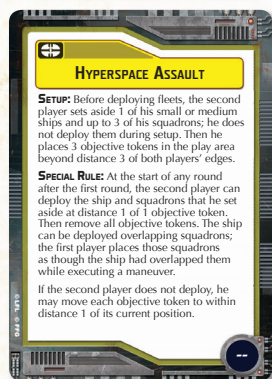 HYPERSPACE ASSAULT
SETUP: Before deploying fleets, the second
player sets aside 1 of his small or medium
ships and up to 3 of his squadrons; he does
not deploy them during setup. Then he
places 3 objective tokens in the play area
beyond distance 3 of both players' edges.
SPECIAL RULE: At the start of any round
after the first round, the second player can
deploy the ship and squadrons that he set
aside at distance 1 of 1 objective token.
Then remove all objective tokens. The ship
can be deployed overlapping squadrons;
the first player places those squadrons
as though the ship had overlapped them
while executing a maneuver.
If the second player does not deploy, he
may move each objective token to within
distance 1 of its current position.
© LFL © FFG
--